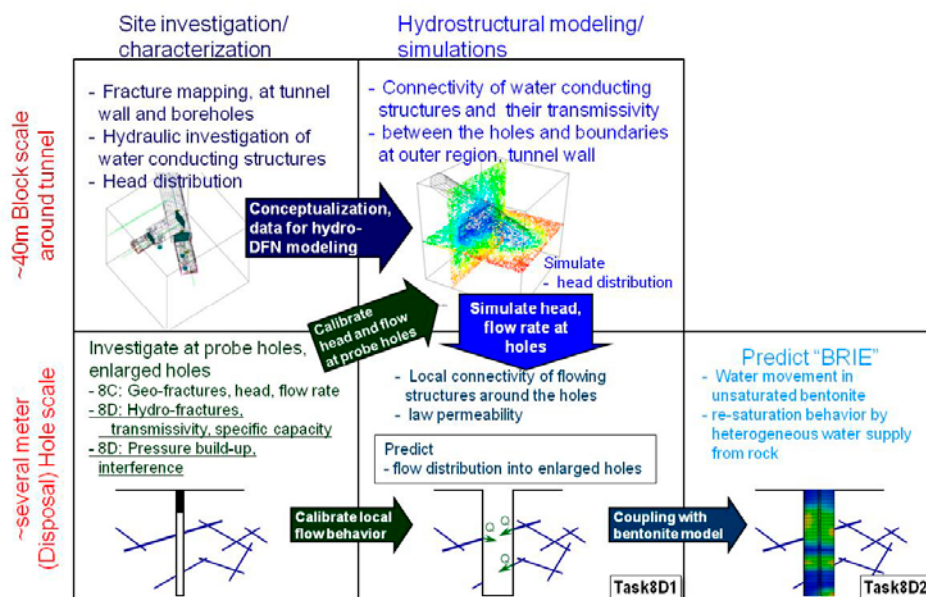 Site investigation/
characterization
Hydrostructural modeling/
simulations
~40m Block scale
around tunnel
- Fracture mapping, at tunnel
wall and boreholes
- Hydraulic investigation of
water conducting structures
- Head distribution
- Connectivity of water conducting
structures and their transmissivity
- between the holes and boundaries
at outer region, tunnel wall
Conceptualization,
data for hydro-
DFN modeling
Simulate
- head distribution
Calibrate
head and flow
at probe holes
Simulate head,
flow rate at
holes
~several meter
(Disposal) Hole scale
Investigate at probe holes,
enlarged holes
- 8C: Geo-fractures, head, flow rate
- 8D: Hydro-fractures,
transmissivity, specific capacity
- 8D: Pressure build-up,
interference
- Local connectivity of flowing
structures around the holes
- law permeability
Predict
- flow distribution into enlarged holes
Predict "BRIE"
- Water movement in
unsaturated bentonite
- re-saturation behavior by
heterogeneous water supply
from rock
Calibrate local
flow behavior
Q
Q
Q
Coupling with
bentonite model
Task8D1
Task8D2